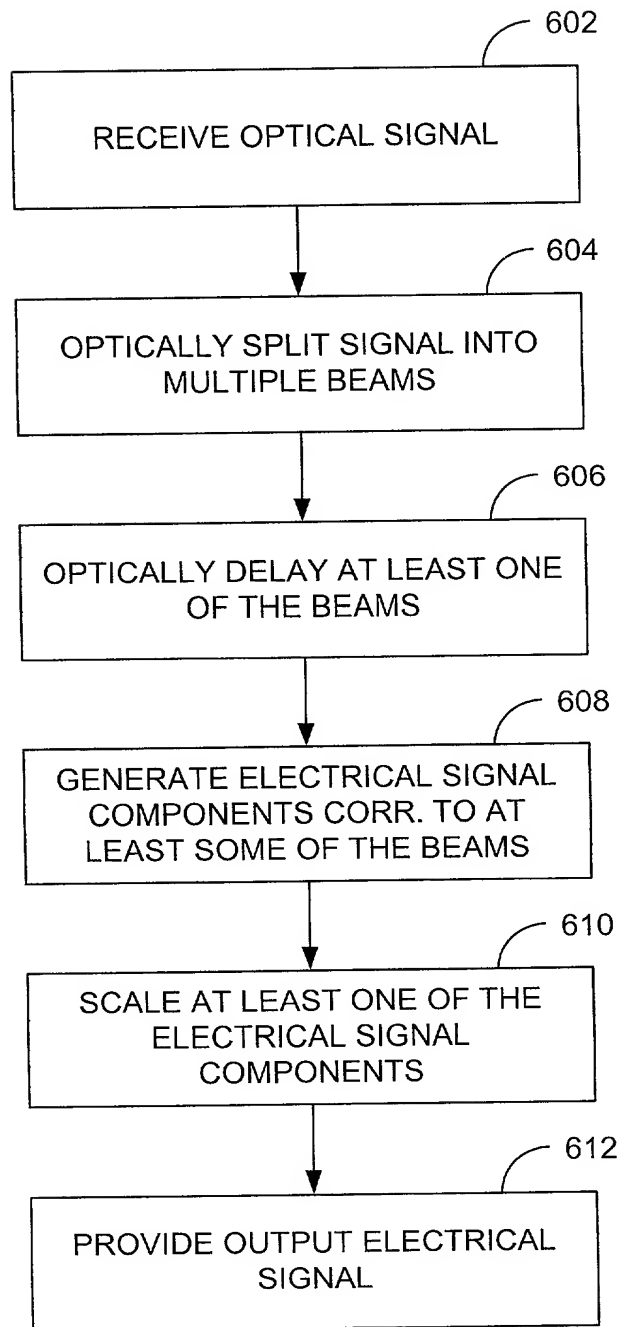 602
RECEIVE OPTICAL SIGNAL
604
OPTICALLY SPLIT SIGNAL INTO
MULTIPLE BEAMS
606
OPTICALLY DELAY AT LEAST ONE
OF THE BEAMS
608
GENERATE ELECTRICAL SIGNAL
COMPONENTS CORR. TO AT
LEAST SOME OF THE BEAMS
610
SCALE AT LEAST ONE OF THE
ELECTRICAL SIGNAL
COMPONENTS
612
PROVIDE OUTPUT ELECTRICAL
SIGNAL